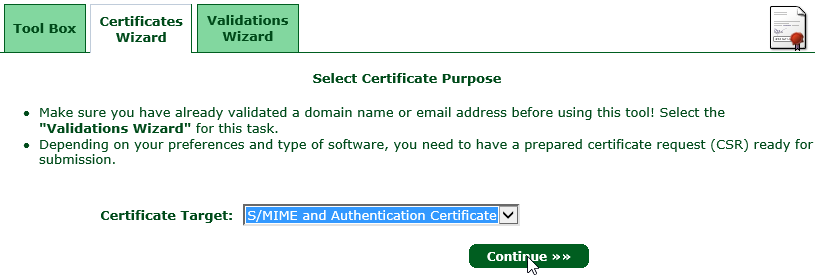 Tool Box
Certificates
Wizard
Validations
Wizard
Select Certificate Purpose
• Make sure you have already validated a domain name or email address before using this tool! Select the
"Validations Wizard" for this task.
• Depending on your preferences and type of software, you need to have a prepared certificate request (CSR) ready for
submission.
Certificate Target: S/MIME and Authentication Certificate
Continue »»